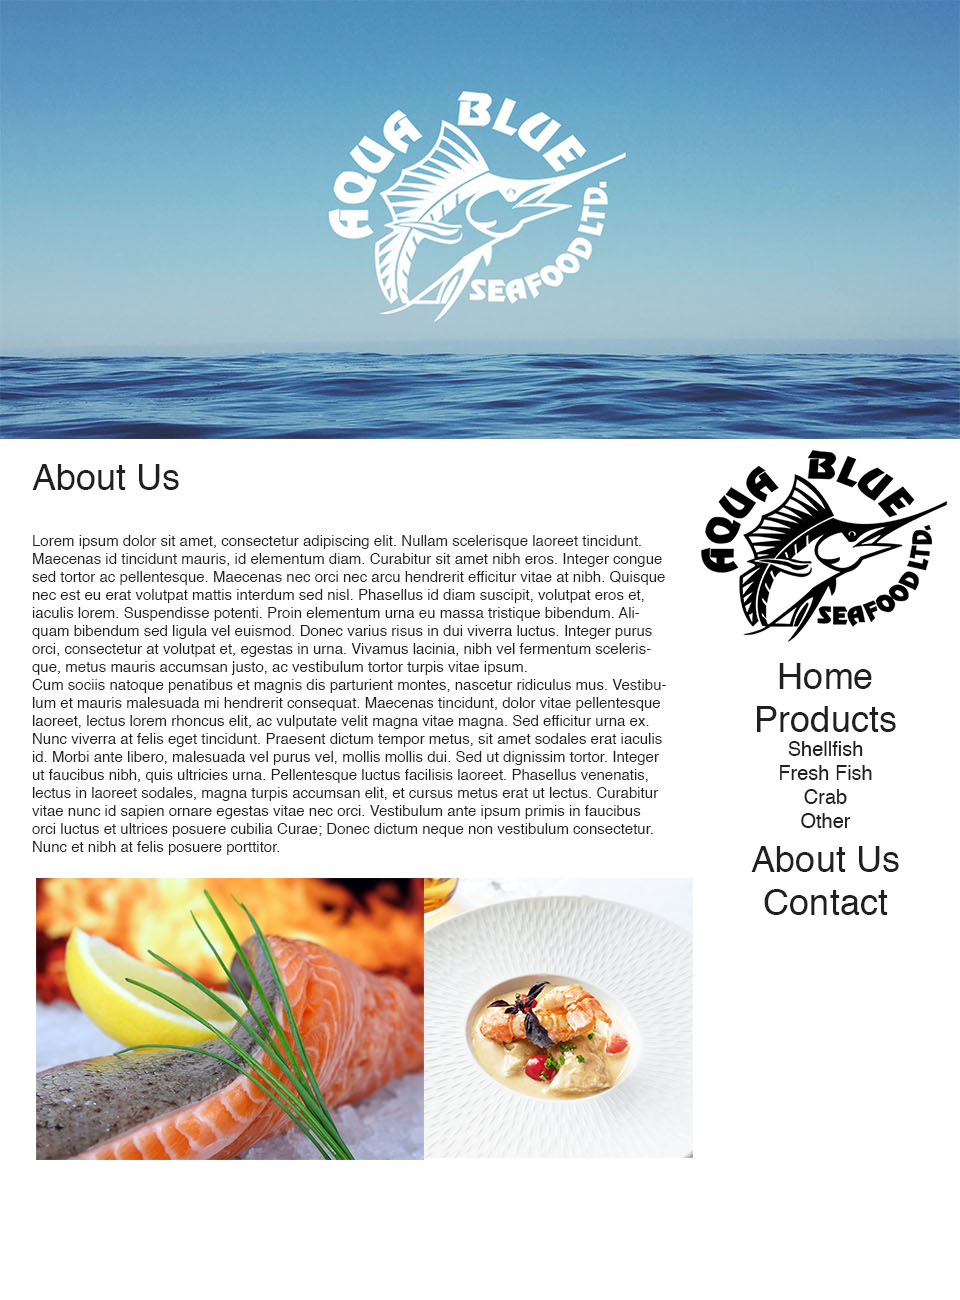 AQUA BLUE
SEAFOOD LTD.
About Us
Lorem ipsum dolor sit amet, consectetur adipiscing elit. Nullam scelerisque laoreet tincidunt.
Maecenas id tincidunt mauris, id elementum diam. Curabitur sit amet nibh eros. Integer congue
sed tortor ac pellentesque. Maecenas nec orci nec arcu hendrerit efficitur vitae at nibh. Quisque
nec est eu erat volutpat mattis interdum sed nisl. Phasellus id diam suscipit, volutpat eros et,
iaculis lorem. Suspendisse potenti. Proin elementum urna eu massa tristique bibendum. Ali-
quam bibendum sed ligula vel euismod. Donec varius risus in dui viverra luctus. Integer purus
orci, consectetur at volutpat et, egestas in urna. Vivamus lacinia, nibh vel fermentum sceleris-
que, metus mauris accumsan justo, ac vestibulum tortor turpis vitae ipsum.
Cum sociis natoque penatibus et magnis dis parturient montes, nascetur ridiculus mus. Vestibu-
lum et mauris malesuada mi hendrerit consequat. Maecenas tincidunt, dolor vitae pellentesque
laoreet, lectus lorem rhoncus elit, ac vulputate velit magna vitae magna. Sed efficitur urna ex.
Nunc viverra at felis eget tincidunt. Praesent dictum tempor metus, sit amet sodales erat iaculis
id. Morbi ante libero, malesuada vel purus vel, mollis mollis dui. Sed ut dignissim tortor. Integer
ut faucibus nibh, quis ultricies urna. Pellentesque luctus facilisis laoreet. Phasellus venenatis,
lectus in laoreet sodales, magna turpis accumsan elit, et cursus metus erat ut lectus. Curabitur
vitae nunc id sapien ornare egestas vitae nec orci. Vestibulum ante ipsum primis in faucibus
orci luctus et ultrices posuere cubilia Curae; Donec dictum neque non vestibulum consectetur.
Nunc et nibh at felis posuere porttitor.
AQUA BLUE
SEAFOOD LTD.
Home
Products
Shellfish
Fresh Fish
Crab
Other
About Us
Contact